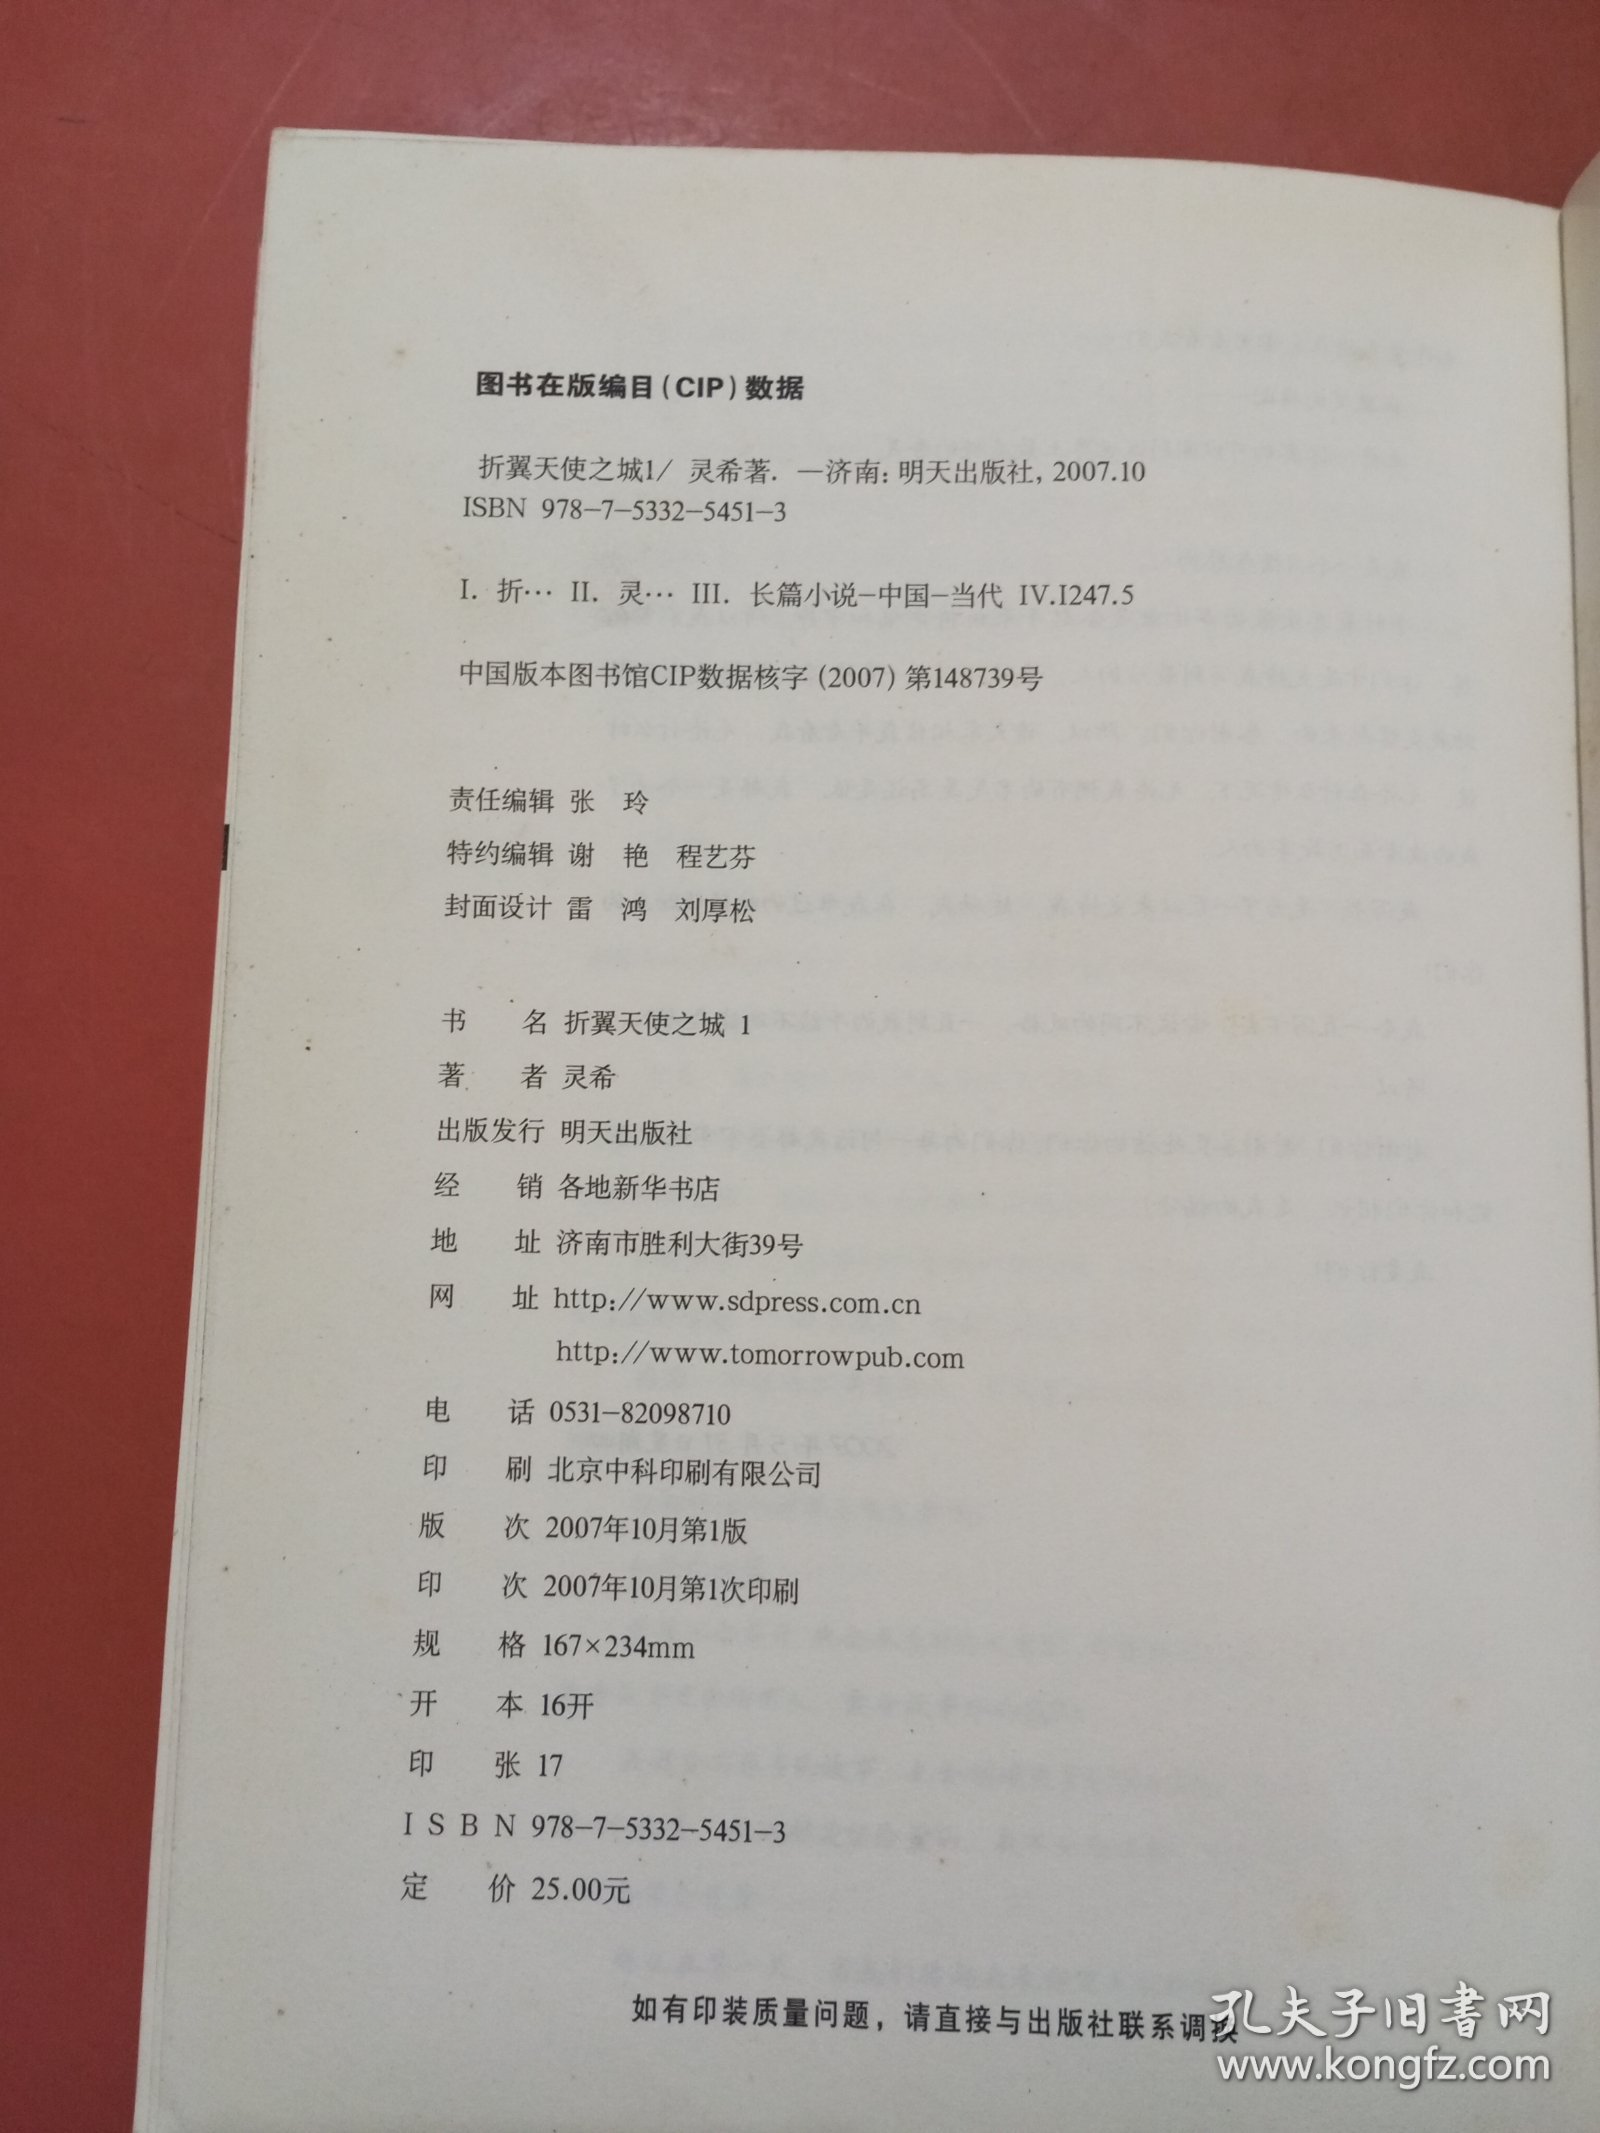 图书在版编目(CIP)数据
折翼天使之城1/ 灵希著. —济南: 明天出版社, 2007.10
ISBN 978-7-5332-5451-3
I. 折… II. 灵… III. 长篇小说-中国-当代 IV.I247.5
中国版本图书馆CIP数据核字(2007)第148739号
责任编辑 张 玲
特约编辑 谢 艳 程艺芬
封面设计 雷 鸿 刘厚松
书 名 折翼天使之城 1
著 者 灵希
出版发行 明天出版社
经 销 各地新华书店
地 址 济南市胜利大街39号
网 址 http://www.sdpress.com.cn
http://www.tomorrowpub.com
电 话 0531-82098710
印 刷 北京中科印刷有限公司
版 次 2007年10月第1版
印 次 2007年10月第1次印刷
规 格 167×234mm
开 本 16开
印 张 17
ISBN 978-7-5332-5451-3
定 价 25.00元
如有印装质量问题，请直接与出版社联系调换
孔夫子旧书网
www.kongfz.com